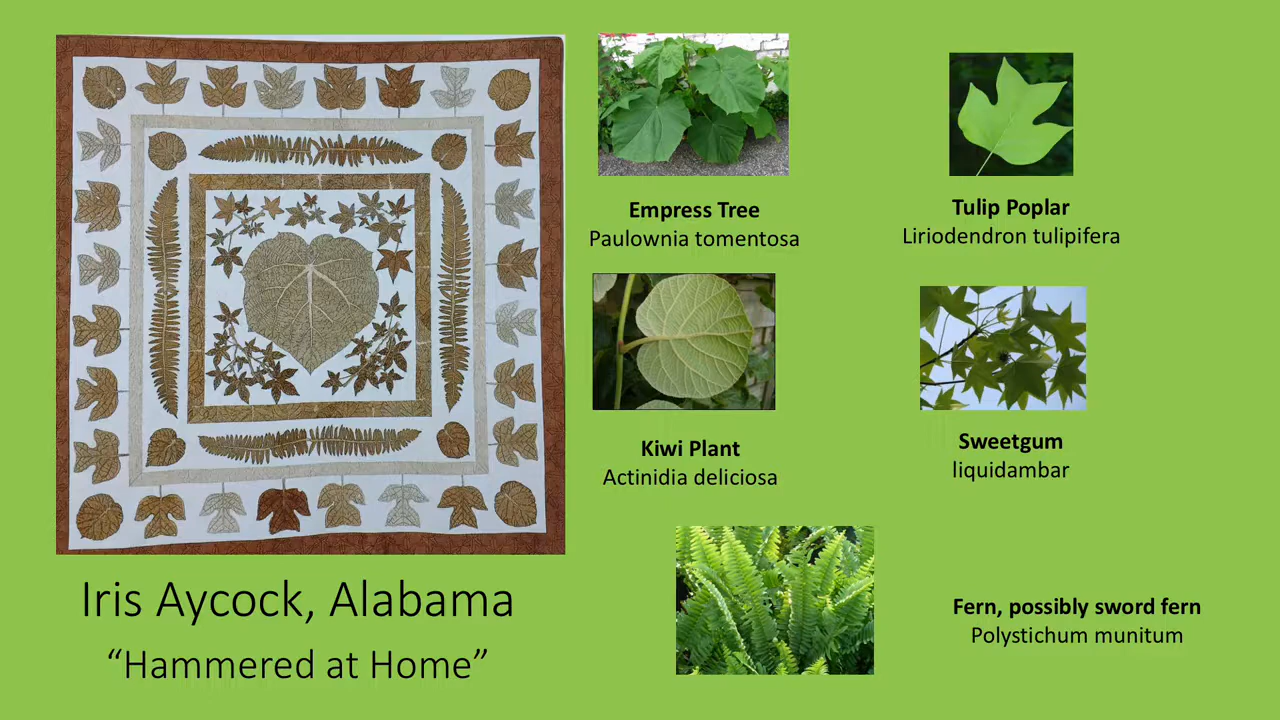 Empress Tree
Paulownia tomentosa
Tulip Poplar
Liriodendron tulipifera
Kiwi Plant
Actinidia deliciosa
Sweetgum
liquidambar
Fern, possibly sword fern
Polystichum munitum
Iris Aycock, Alabama
“Hammered at Home”